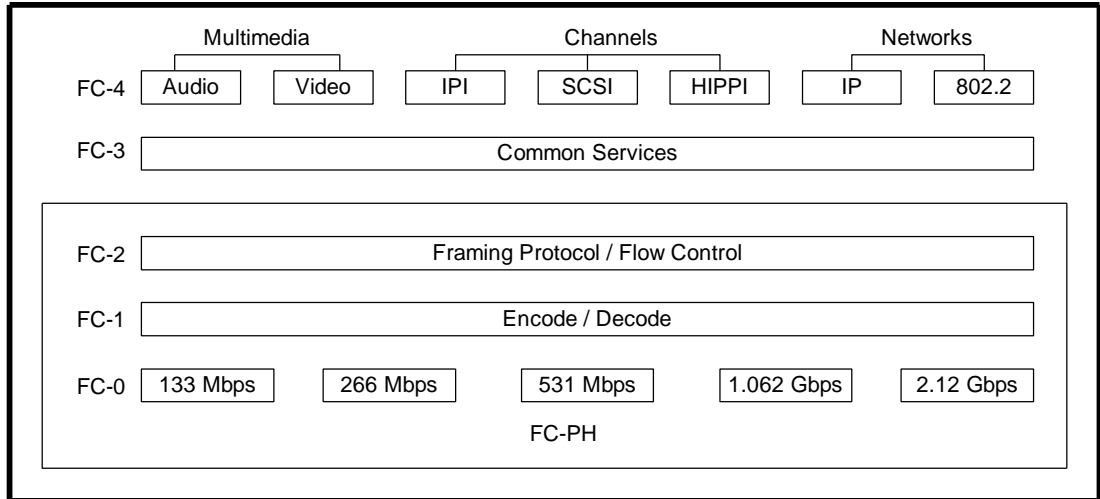 Multimedia Channels Networks
FC-4 Audio Video IPI SCSI HIPPI IP 802.2
FC-3 Common Services
FC-2 Framing Protocol / Flow Control
FC-1 Encode / Decode
FC-0 133 Mbps 266 Mbps 531 Mbps 1.062 Gbps 2.12 Gbps
FC-PH